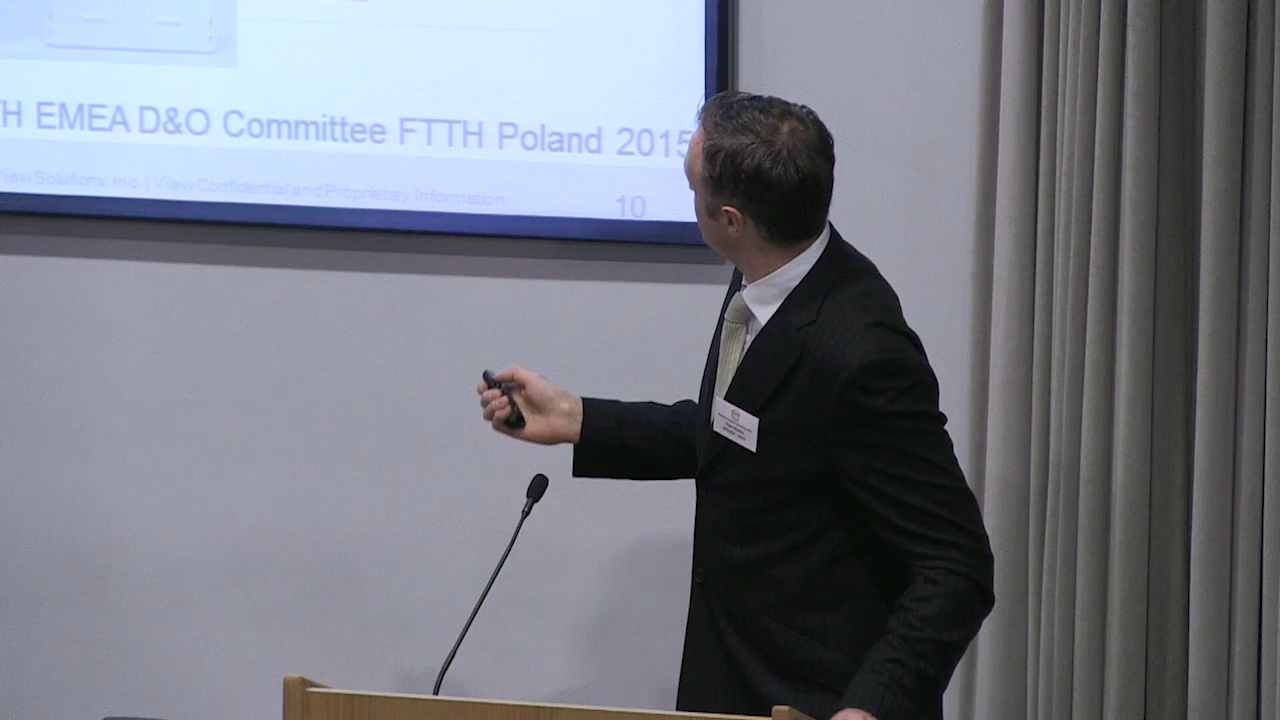 TH EMEA D&O Committee FTTH Poland 2015
Viavi Solutions, Inc. | Viavi Confidential and Proprietary Information
10